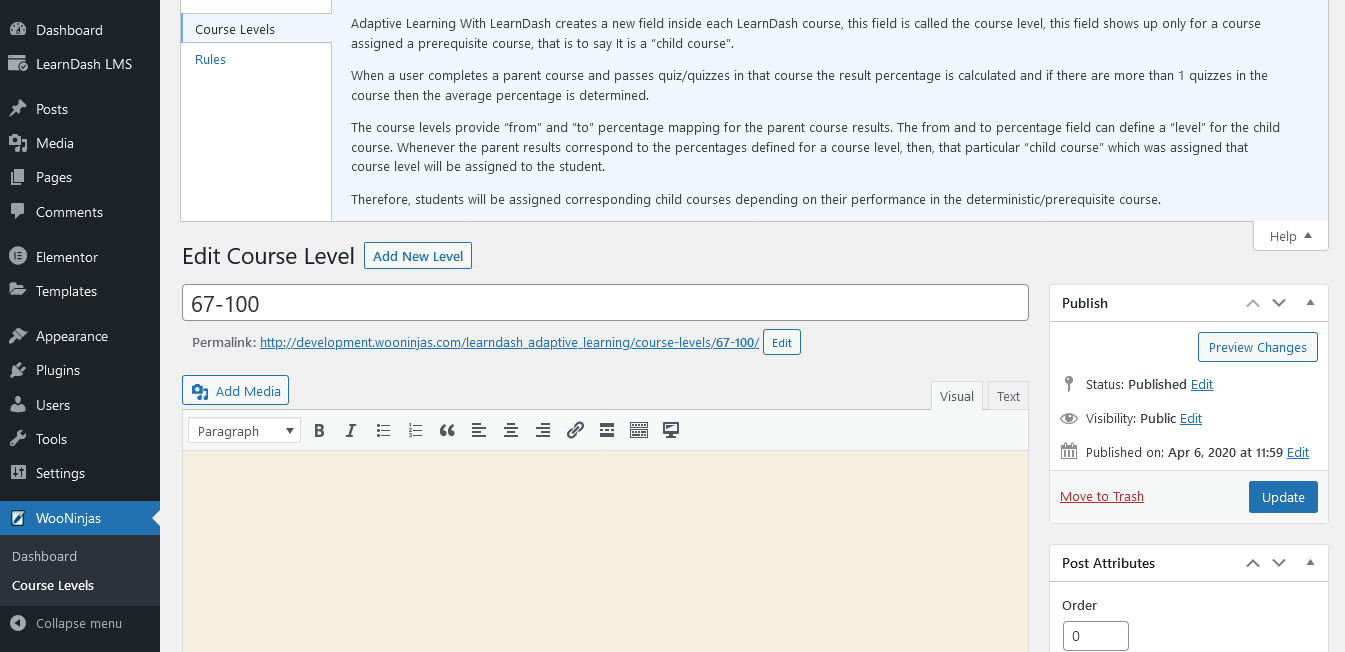 Dashboard
LearnDash LMS
Posts
Media
Pages
Comments
Elementor
Templates
Appearance
Plugins
Users
Tools
Settings
WooNinjas
Dashboard
Course Levels
Collapse menu
Course Levels
Rules
Adaptive Learning With LearnDash creates a new field inside each LearnDash course, this field is called the course level, this field shows up only for a course
assigned a prerequisite course, that is to say It is a “child course”.
When a user completes a parent course and passes quiz/quizzes in that course the result percentage is calculated and if there are more than 1 quizzes in the
course then the average percentage is determined.
The course levels provide “from” and “to” percentage mapping for the parent course results. The from and to percentage field can define a “level” for the child
course. Whenever the parent results correspond to the percentages defined for a course level, then, that particular “child course” which was assigned that
course level will be assigned to the student.
Therefore, students will be assigned corresponding child courses depending on their performance in the deterministic/prerequisite course.
Help
Edit Course Level
Add New Level
67-100
Permalink: http://development.wooninjas.com/learndash_adaptive_learning/course-levels/67-100/ Edit
Add Media
Visual Text
Paragraph
Publish
Preview Changes
Status: Published Edit
Visibility: Public Edit
Published on: Apr 6, 2020 at 11:59 Edit
Move to Trash
Update
Post Attributes
Order
0